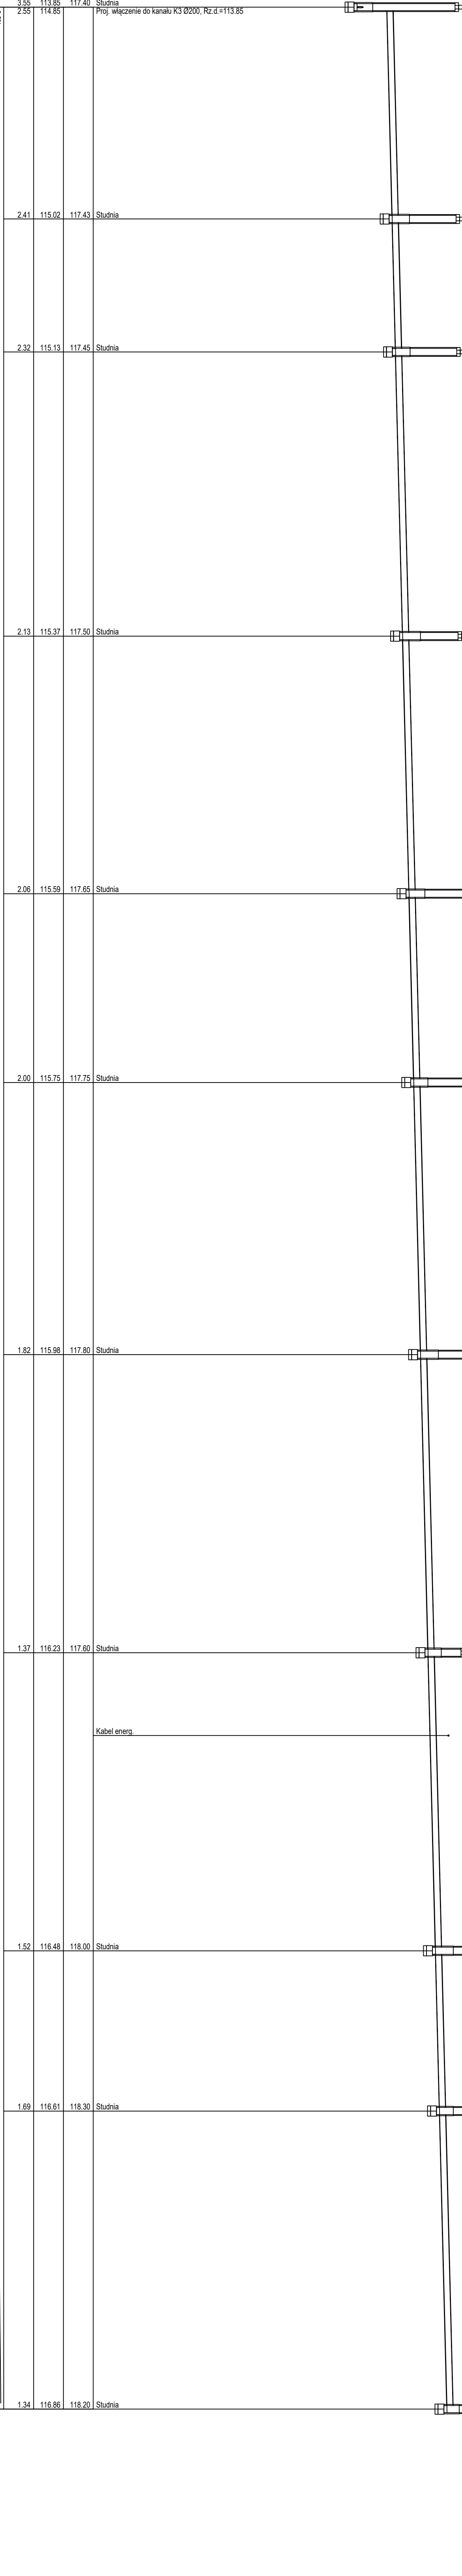 3.55 113.85 117.40 Studnia
2.55 114.85 Proj. włączenie do kanału K3 Ø200, Rz.d.=113.85
2.41 115.02 117.43 Studnia
2.32 115.13 117.45 Studnia
2.13 115.37 117.50 Studnia
2.06 115.59 117.65 Studnia
2.00 115.75 117.75 Studnia
1.82 115.98 117.80 Studnia
1.37 116.23 117.60 Studnia
Kabel energ.
1.52 116.48 118.00 Studnia
1.69 116.61 118.30 Studnia
1.34 116.86 118.20 Studnia